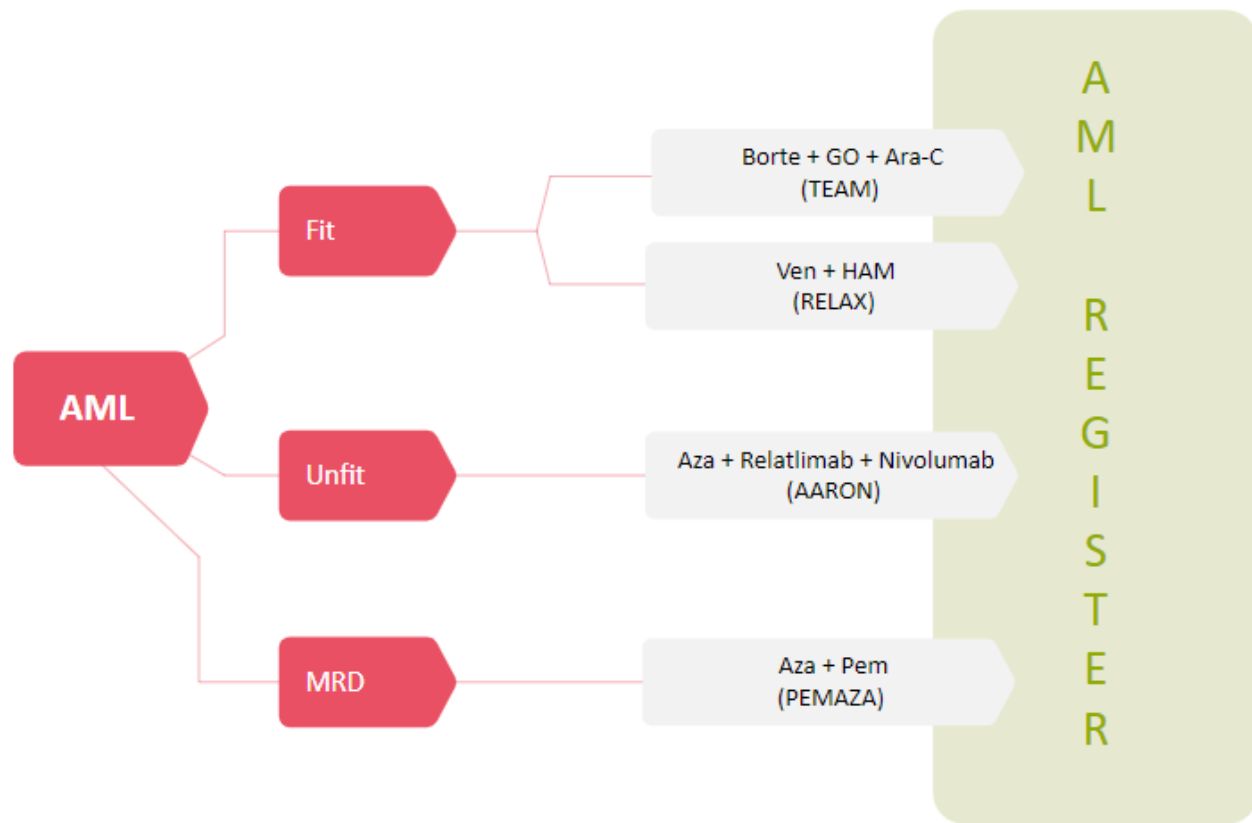 AML
Fit
Borte + GO + Ara-C
(TEAM)
Ven + HAM
(RELAX)
Unfit
Aza + Relatlimab + Nivolumab
(AARON)
MRD
Aza + Pem
(PEMAZA)
A
M
L
R
E
G
I
S
T
E
R